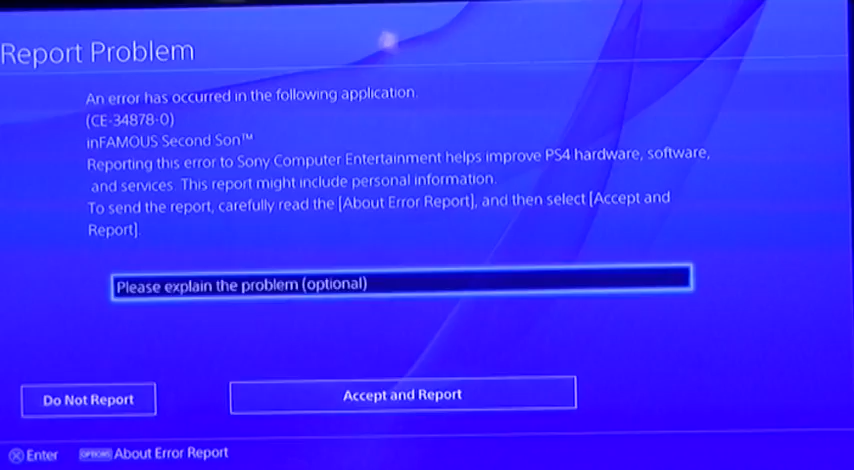 Report Problem
An error has occurred in the following application.
(CE-34878-0)
inFAMOUS Second Son™
Reporting this error to Sony Computer Entertainment helps improve PS4 hardware, software,
and services. This report might include personal information.
To send the report, carefully read the [About Error Report], and then select [Accept and
Report]
Please explain the problem (optional)
Do Not Report
Accept and Report
Enter
OPTIONS About Error Report